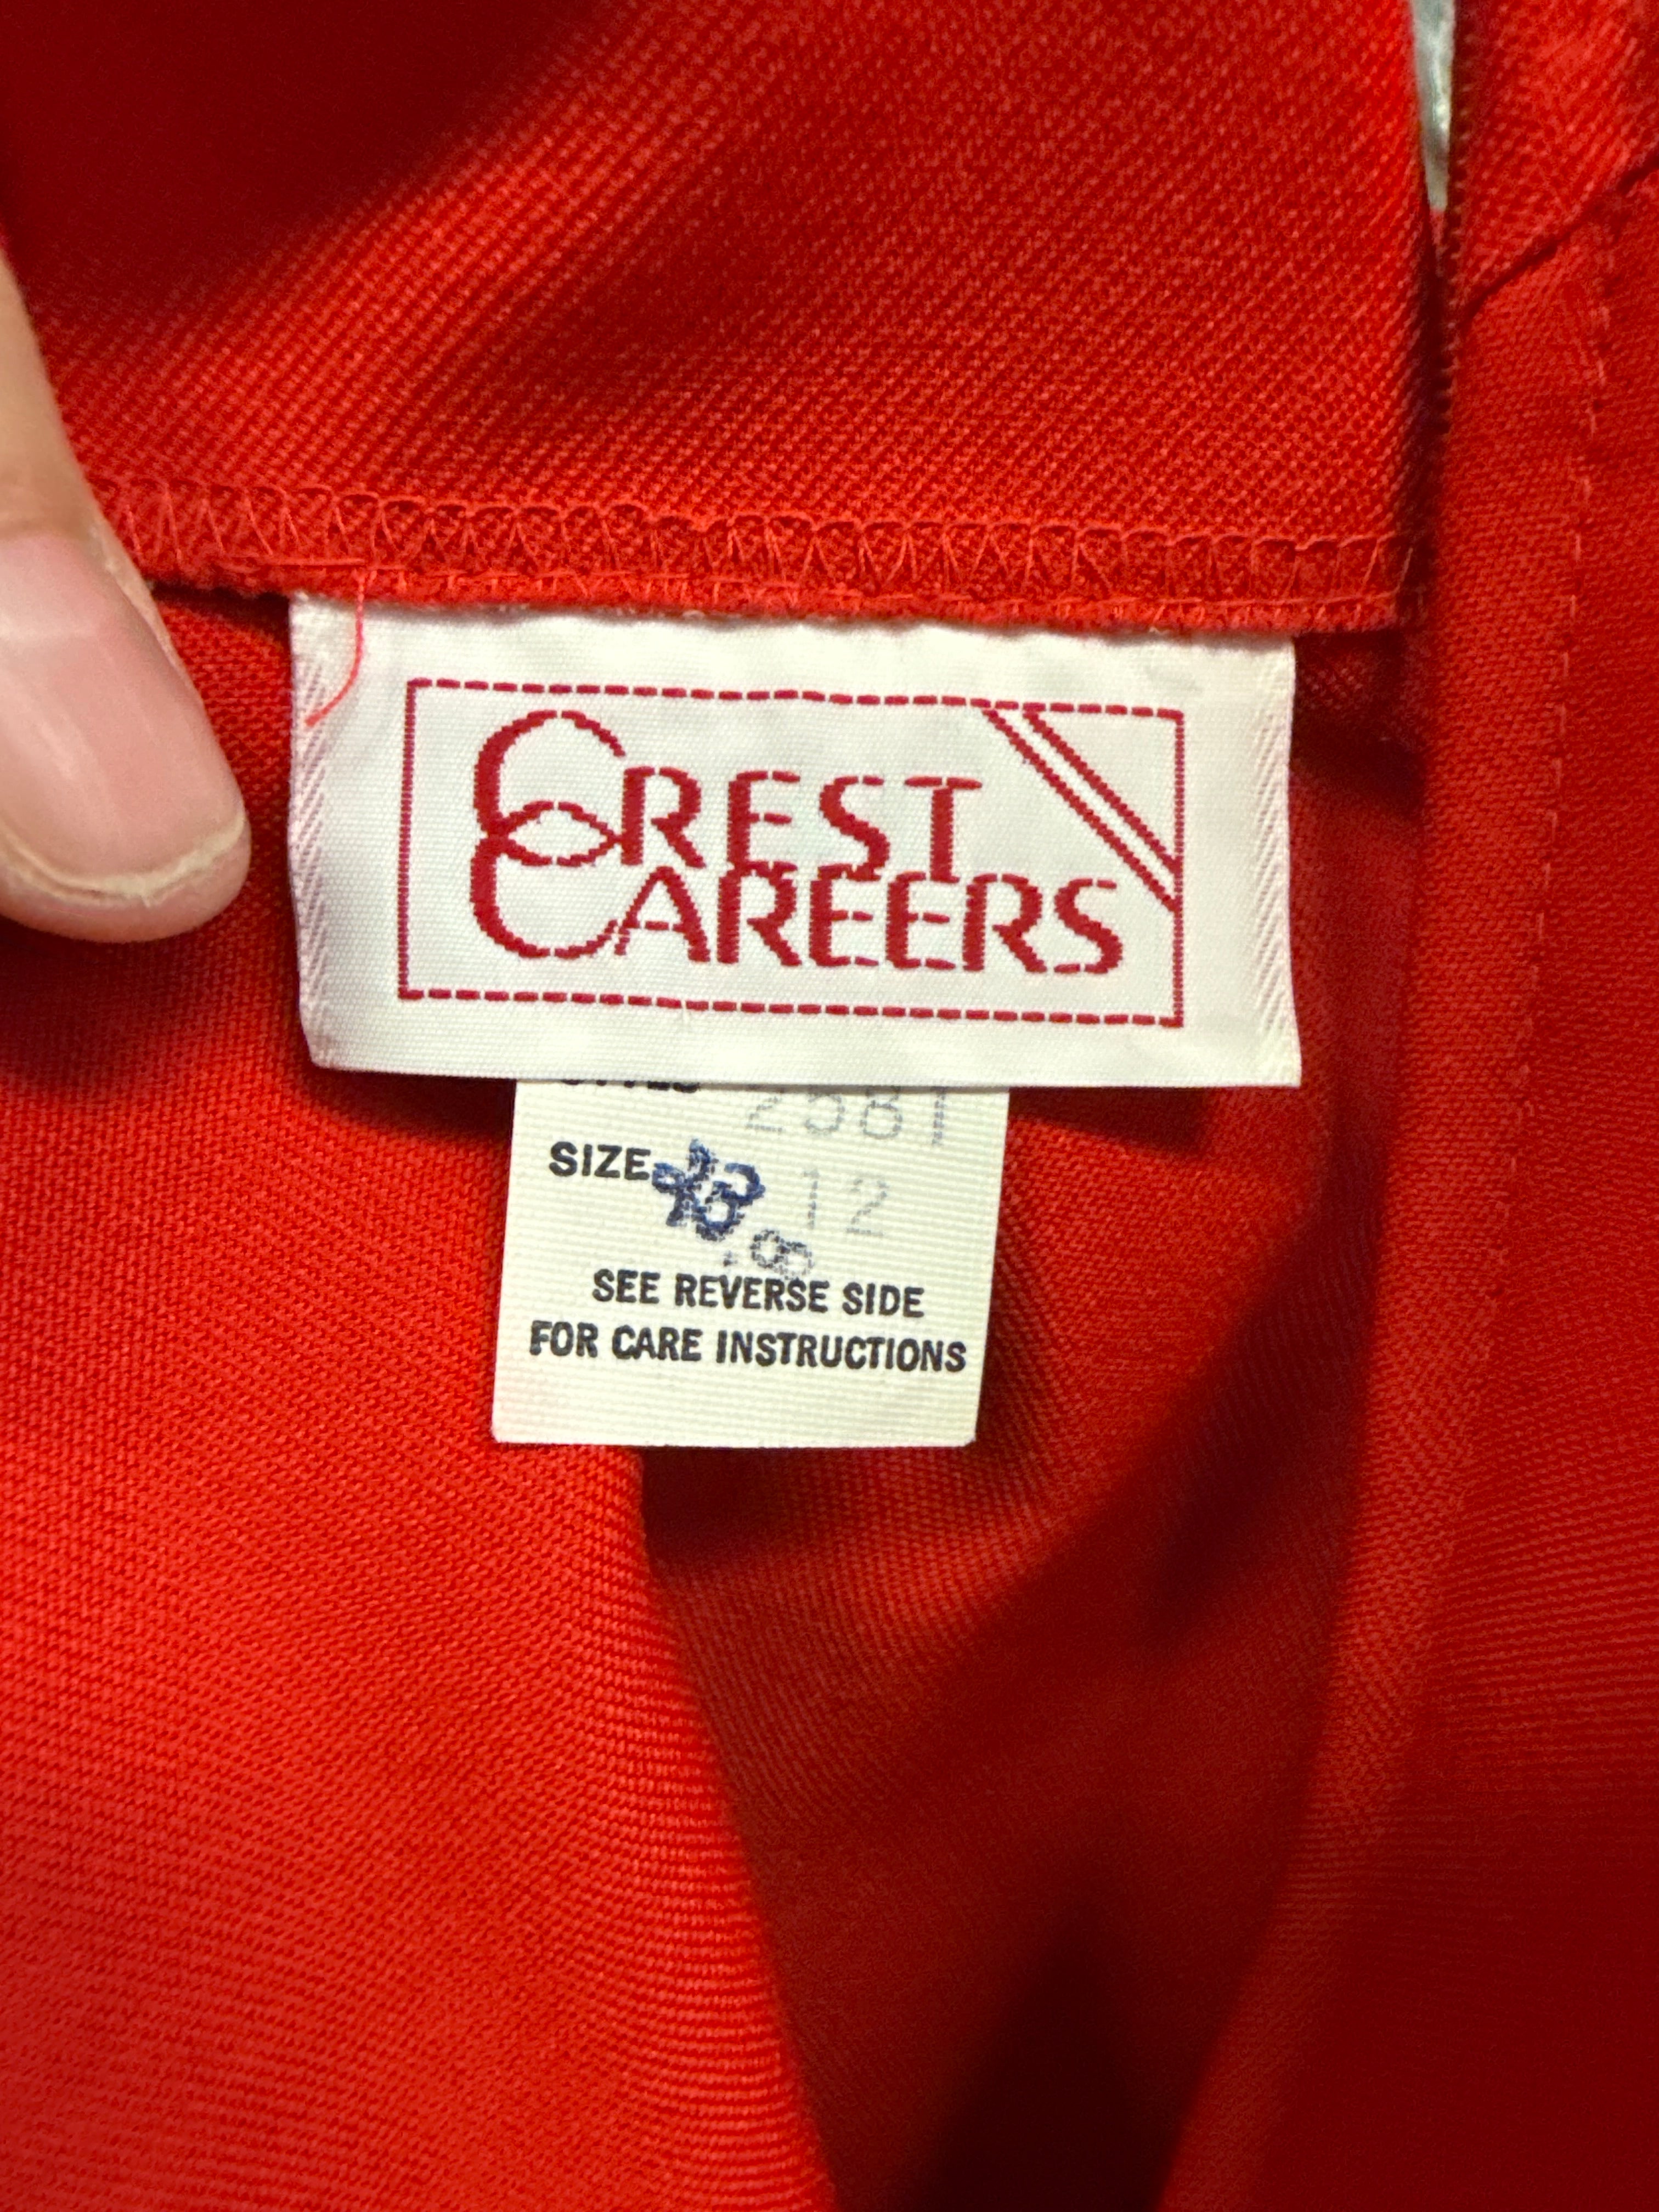 CREST
CAREERS
2581
SIZE 12
SEE REVERSE SIDE
FOR CARE INSTRUCTIONS